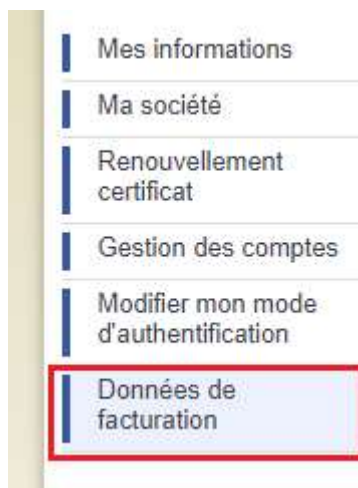 Mes informations
Ma société
Renouvellement
certificat
Gestion des comptes
Modifier mon mode
d'authentification
Données de
facturation